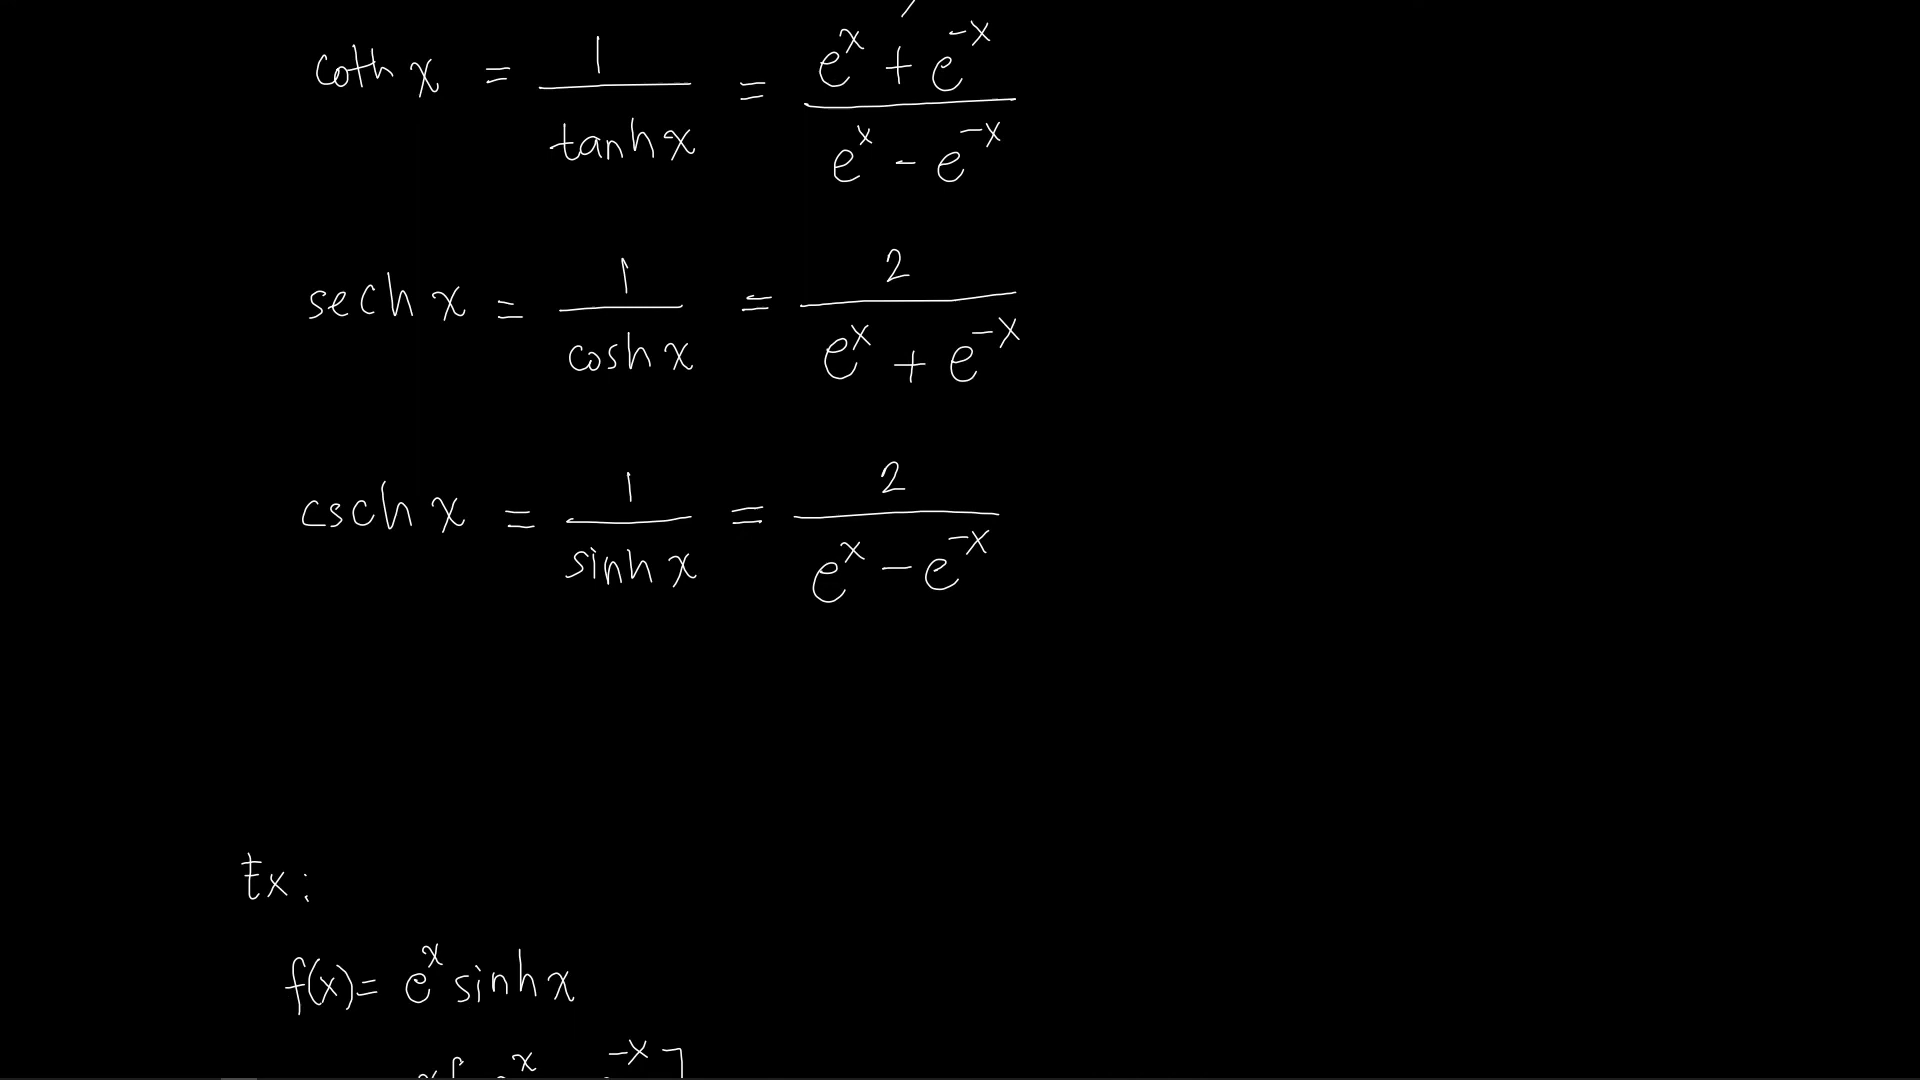 coth x = 1/tanh x = (e^x + e^-x)/(e^x - e^-x)
sech x = 1/cosh x = 2/(e^x + e^-x)
csch x = 1/sinh x = 2/(e^x - e^-x)
Ex:
f(x) = e^x sinh x